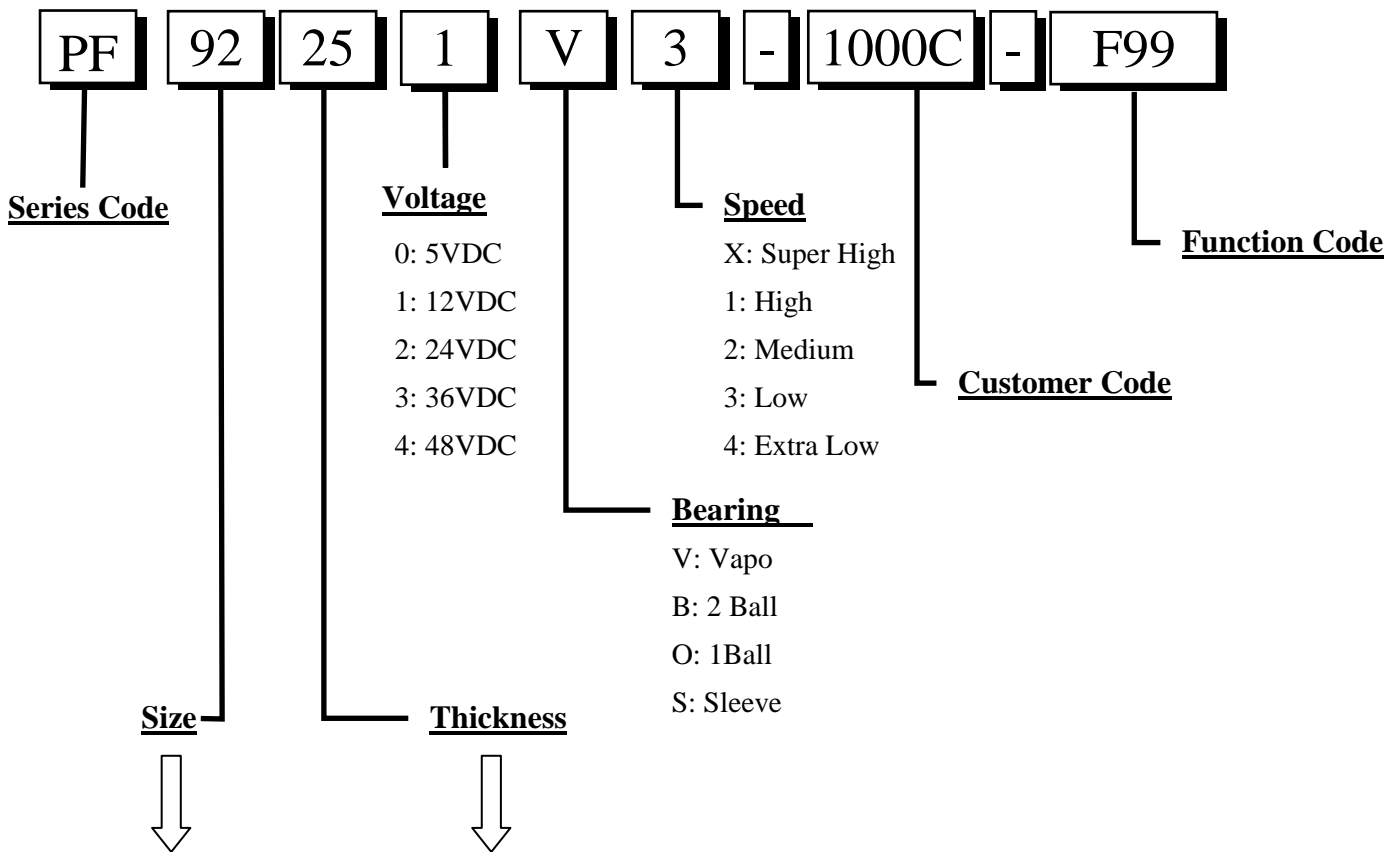 PF 92 25 1 V 3 - 1000C - F99
Series Code
Voltage
0: 5VDC
1: 12VDC
2: 24VDC
3: 36VDC
4: 48VDC
Speed
X: Super High
1: High
2: Medium
3: Low
4: Extra Low
Function Code
Customer Code
Bearing
V: Vapo
B: 2 Ball
O: 1Ball
S: Sleeve
Size
Thickness